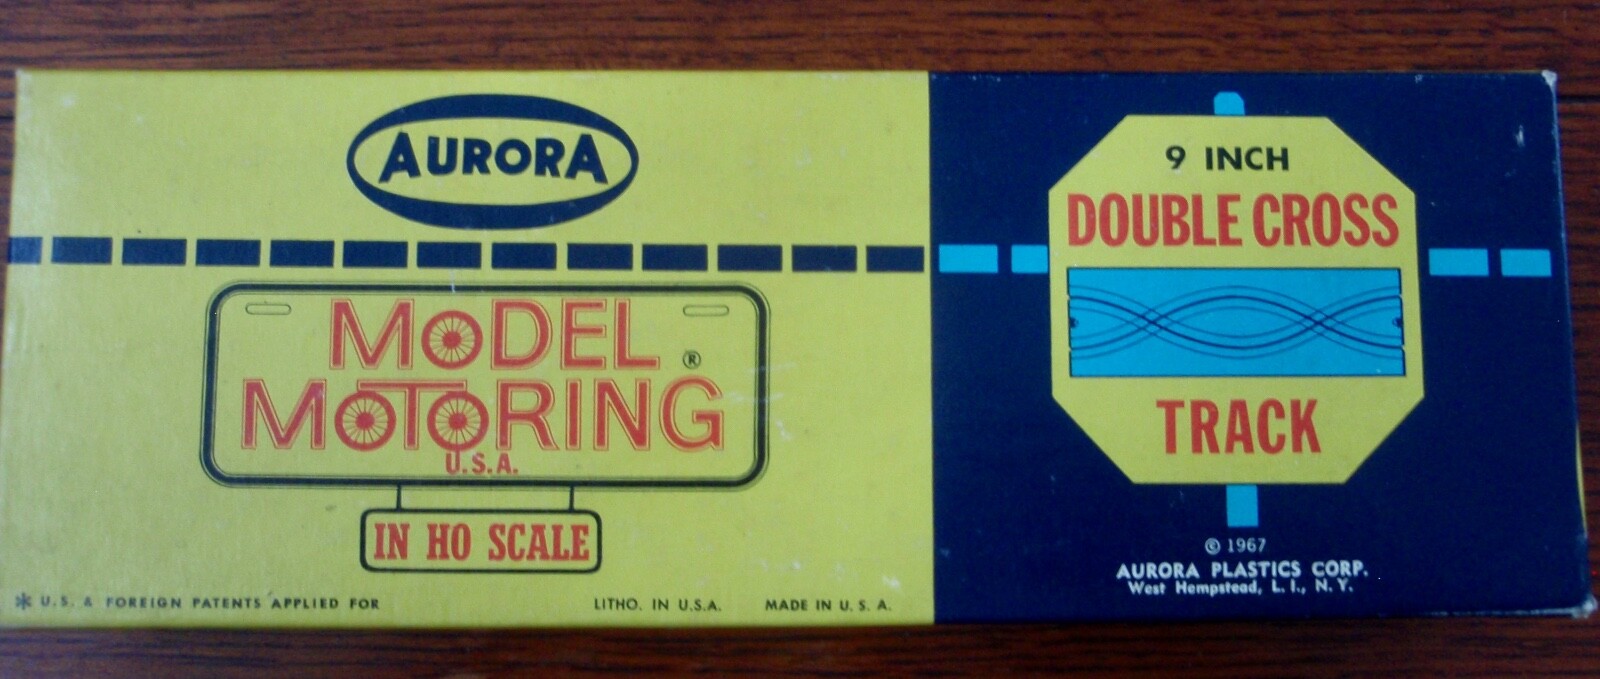 AURORA
MODEL
MOTORING ®
U.S.A.
IN HO SCALE
* U.S. & FOREIGN PATENTS APPLIED FOR
LITHO. IN U.S.A.
MADE IN U. S. A.
9 INCH
DOUBLE CROSS
TRACK
© 1967
AURORA PLASTICS CORP.
West Hempstead, L. I., N. Y.